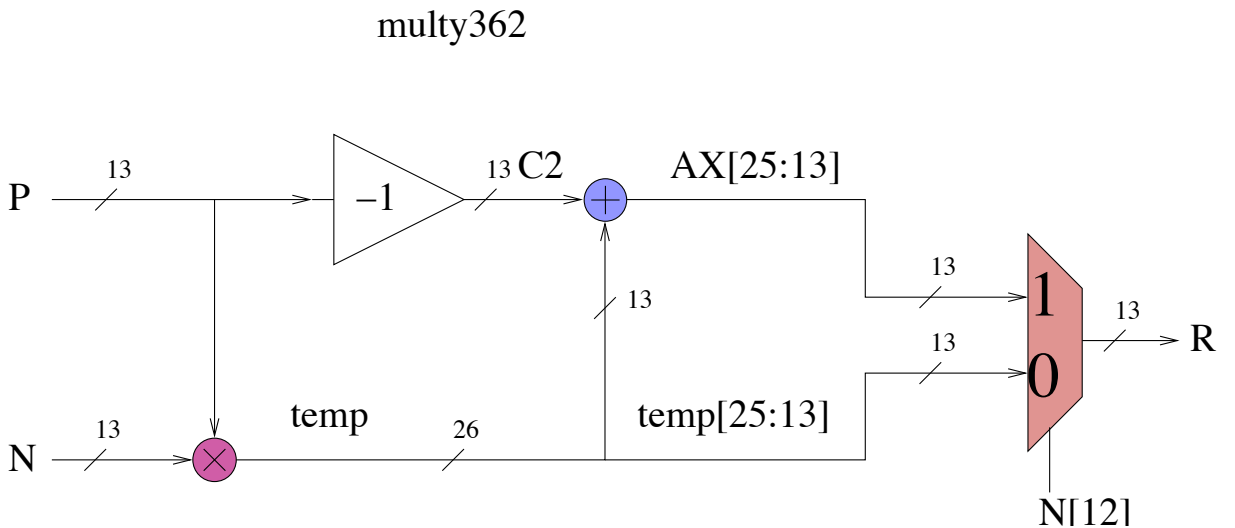 multy362
13
13 C2
AX[25:13]
P
−1
13
1
13
13
13
R
0
13
temp
26
temp[25:13]
N
N[12]